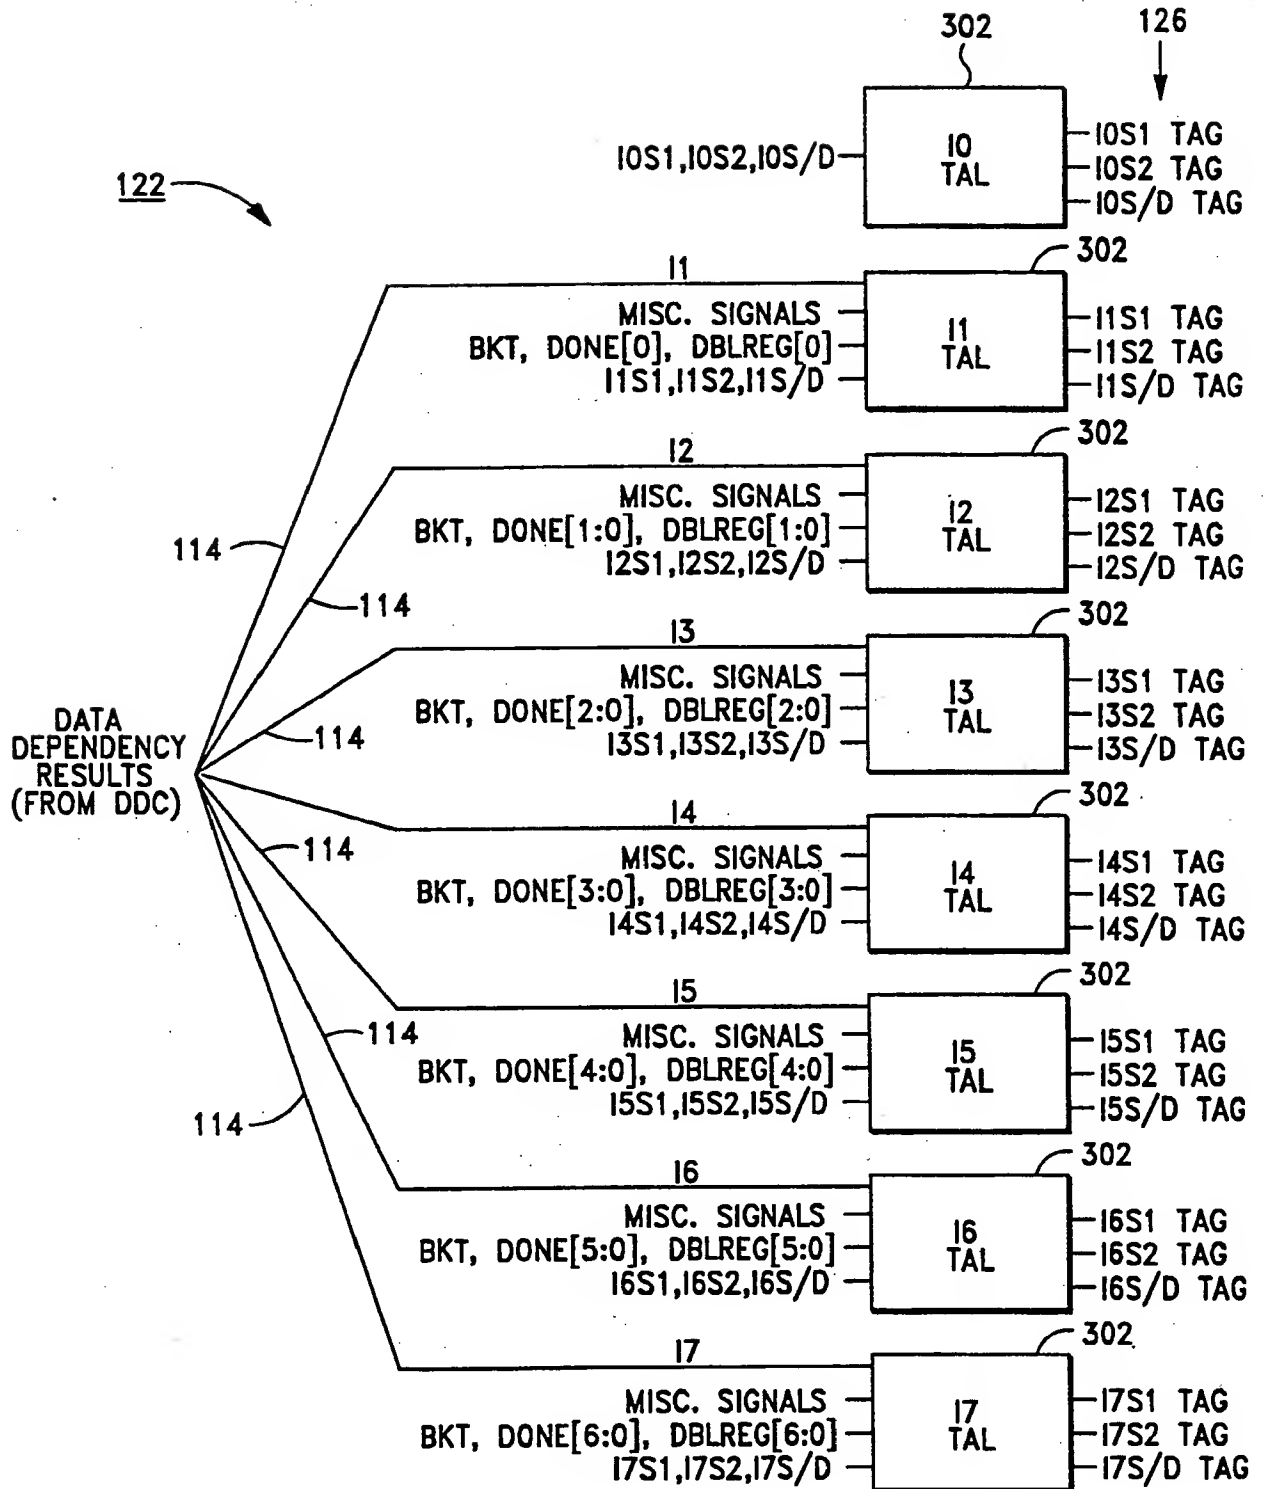 302
126
I0S1,I0S2,I0S/D
I0
TAL
I0S1 TAG
I0S2 TAG
I0S/D TAG
122
302
I1
MISC. SIGNALS
BKT, DONE[0], DBLREG[0]
I1S1,I1S2,I1S/D
I1
TAL
I1S1 TAG
I1S2 TAG
I1S/D TAG
302
I2
MISC. SIGNALS
BKT, DONE[1:0], DBLREG[1:0]
I2S1,I2S2,I2S/D
I2
TAL
I2S1 TAG
I2S2 TAG
I2S/D TAG
114
114
302
I3
MISC. SIGNALS
BKT, DONE[2:0], DBLREG[2:0]
I3S1,I3S2,I3S/D
I3
TAL
I3S1 TAG
I3S2 TAG
I3S/D TAG
114
DATA
DEPENDENCY
RESULTS
(FROM DDC)
302
I4
MISC. SIGNALS
BKT, DONE[3:0], DBLREG[3:0]
I4S1,I4S2,I4S/D
I4
TAL
I4S1 TAG
I4S2 TAG
I4S/D TAG
114
302
I5
MISC. SIGNALS
BKT, DONE[4:0], DBLREG[4:0]
I5S1,I5S2,I5S/D
I5
TAL
I5S1 TAG
I5S2 TAG
I5S/D TAG
114
114
302
I6
MISC. SIGNALS
BKT, DONE[5:0], DBLREG[5:0]
I6S1,I6S2,I6S/D
I6
TAL
I6S1 TAG
I6S2 TAG
I6S/D TAG
302
I7
MISC. SIGNALS
BKT, DONE[6:0], DBLREG[6:0]
I7S1,I7S2,I7S/D
I7
TAL
I7S1 TAG
I7S2 TAG
I7S/D TAG